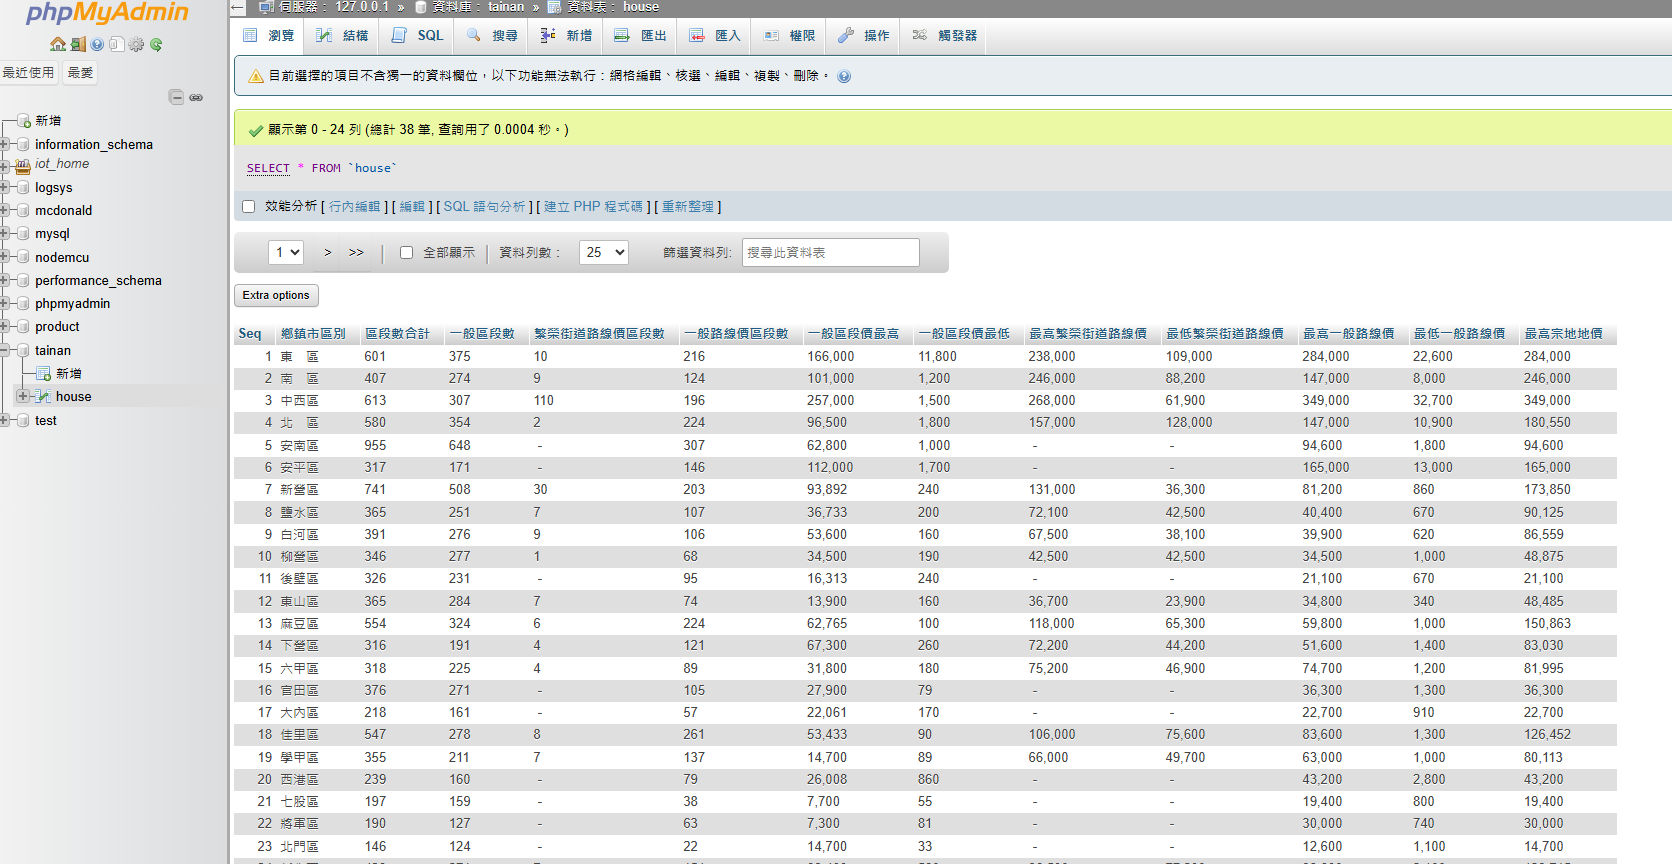 phpMyAdmin
最近使用 最愛
新增
information_schema
iot_home
logsys
mcdonald
mysql
nodemcu
performance_schema
phpmyadmin
product
tainan
新增
house
test
伺服器： 127.0.0.1 » 資料庫： tainan » 資料表： house
瀏覽 結構 SQL 搜尋 新增 匯出 匯入 權限 操作 觸發器
目前選擇的項目不含獨一的資料欄位，以下功能無法執行：網格編輯、核選、編輯、複製、刪除。
顯示第 0 - 24 列 (總計 38 筆, 查詢用了 0.0004 秒。)
SELECT * FROM `house`
效能分析 [ 行內編輯 ] [ 編輯 ] [ SQL 語句分析 ] [ 建立 PHP 程式碼 ] [ 重新整理 ]
1 > >> | 全部顯示 | 資料列數： 25 篩選資料列: 搜尋此資料表
Extra options
Seq 鄉鎮市區別 區段數合計 一般區段數 繁榮街道路線價區段數 一般路線價區段數 一般區段價最高 一般區段價最低 最高繁榮街道路線價 最低繁榮街道路線價 最高一般路線價 最低一般路線價 最高宗地地價
1 東　區 601 375 10 216 166,000 11,800 238,000 109,000 284,000 22,600 284,000
2 南　區 407 274 9 124 101,000 1,200 246,000 88,200 147,000 8,000 246,000
3 中西區 613 307 110 196 257,000 1,500 268,000 61,900 349,000 32,700 349,000
4 北　區 580 354 2 224 96,500 1,800 157,000 128,000 147,000 10,900 180,550
5 安南區 955 648 - 307 62,800 1,000 - - 94,600 1,800 94,600
6 安平區 317 171 - 146 112,000 1,700 - - 165,000 13,000 165,000
7 新營區 741 508 30 203 93,892 240 131,000 36,300 81,200 860 173,850
8 鹽水區 365 251 7 107 36,733 200 72,100 42,500 40,400 670 90,125
9 白河區 391 276 9 106 53,600 160 67,500 38,100 39,900 620 86,559
10 柳營區 346 277 1 68 34,500 190 42,500 42,500 34,500 1,000 48,875
11 後壁區 326 231 - 95 16,313 240 - - 21,100 670 21,100
12 東山區 365 284 7 74 13,900 160 36,700 23,900 34,800 340 48,485
13 麻豆區 554 324 6 224 62,765 100 118,000 65,300 59,800 1,000 150,863
14 下營區 316 191 4 121 67,300 260 72,200 44,200 51,600 1,400 83,030
15 六甲區 318 225 4 89 31,800 180 75,200 46,900 74,700 1,200 81,995
16 官田區 376 271 - 105 27,900 79 - - 36,300 1,300 36,300
17 大內區 218 161 - 57 22,061 170 - - 22,700 910 22,700
18 佳里區 547 278 8 261 53,433 90 106,000 75,600 83,600 1,300 126,452
19 學甲區 355 211 7 137 14,700 89 66,000 49,700 63,000 1,000 80,113
20 西港區 239 160 - 79 26,008 860 - - 43,200 2,800 43,200
21 七股區 197 159 - 38 7,700 55 - - 19,400 800 19,400
22 將軍區 190 127 - 63 7,300 81 - - 30,000 740 30,000
23 北門區 146 124 - 22 14,700 33 - - 12,600 1,100 14,700